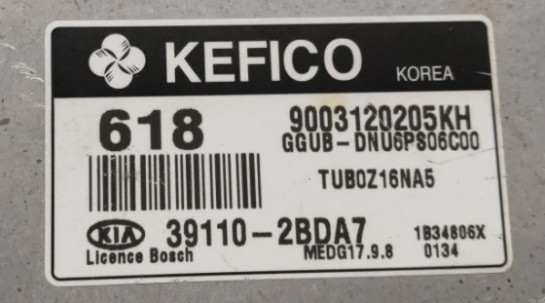 KEFICO KOREA
618 9003120205KH
GGUB-DNU6PS06C00
TUB0Z16NA5
KIA 39110-2BDA7 1B34806X
Licence Bosch MEDG17.9.8 0134